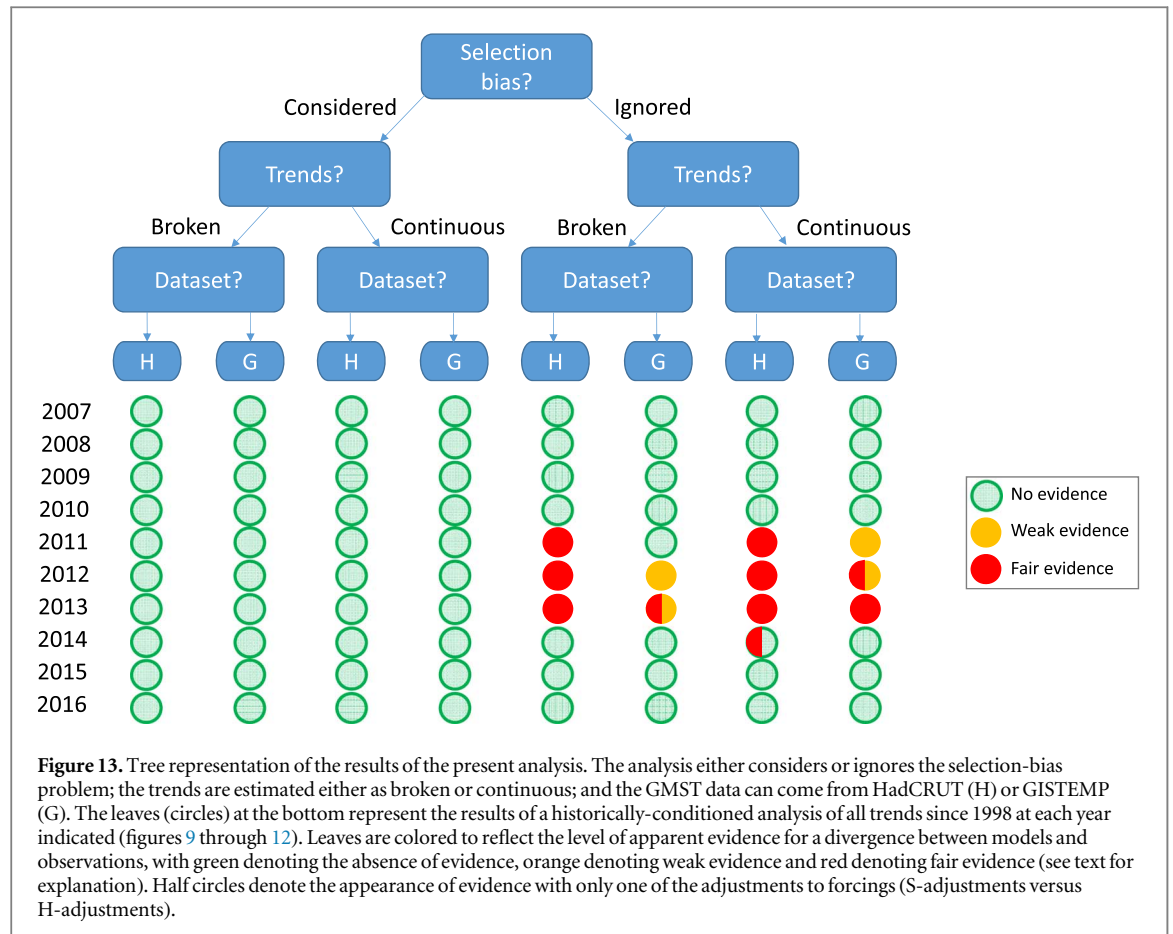 Selection
bias?
Considered
Ignored
Trends?
Trends?
Broken
Continuous
Broken
Continuous
Dataset?
Dataset?
Dataset?
Dataset?
H
G
H
G
H
G
H
G
2007
2008
2009
2010
2011
2012
2013
2014
2015
2016
No evidence
Weak evidence
Fair evidence
Figure 13. Tree representation of the results of the present analysis. The analysis either considers or ignores the selection-bias
problem; the trends are estimated either as broken or continuous; and the GMST data can come from HadCRUT (H) or GISTEMP
(G). The leaves (circles) at the bottom represent the results of a historically-conditioned analysis of all trends since 1998 at each year
indicated (figures 9 through 12). Leaves are colored to reflect the level of apparent evidence for a divergence between models and
observations, with green denoting the absence of evidence, orange denoting weak evidence and red denoting fair evidence (see text for
explanation). Half circles denote the appearance of evidence with only one of the adjustments to forcings (S-adjustments versus
H-adjustments).